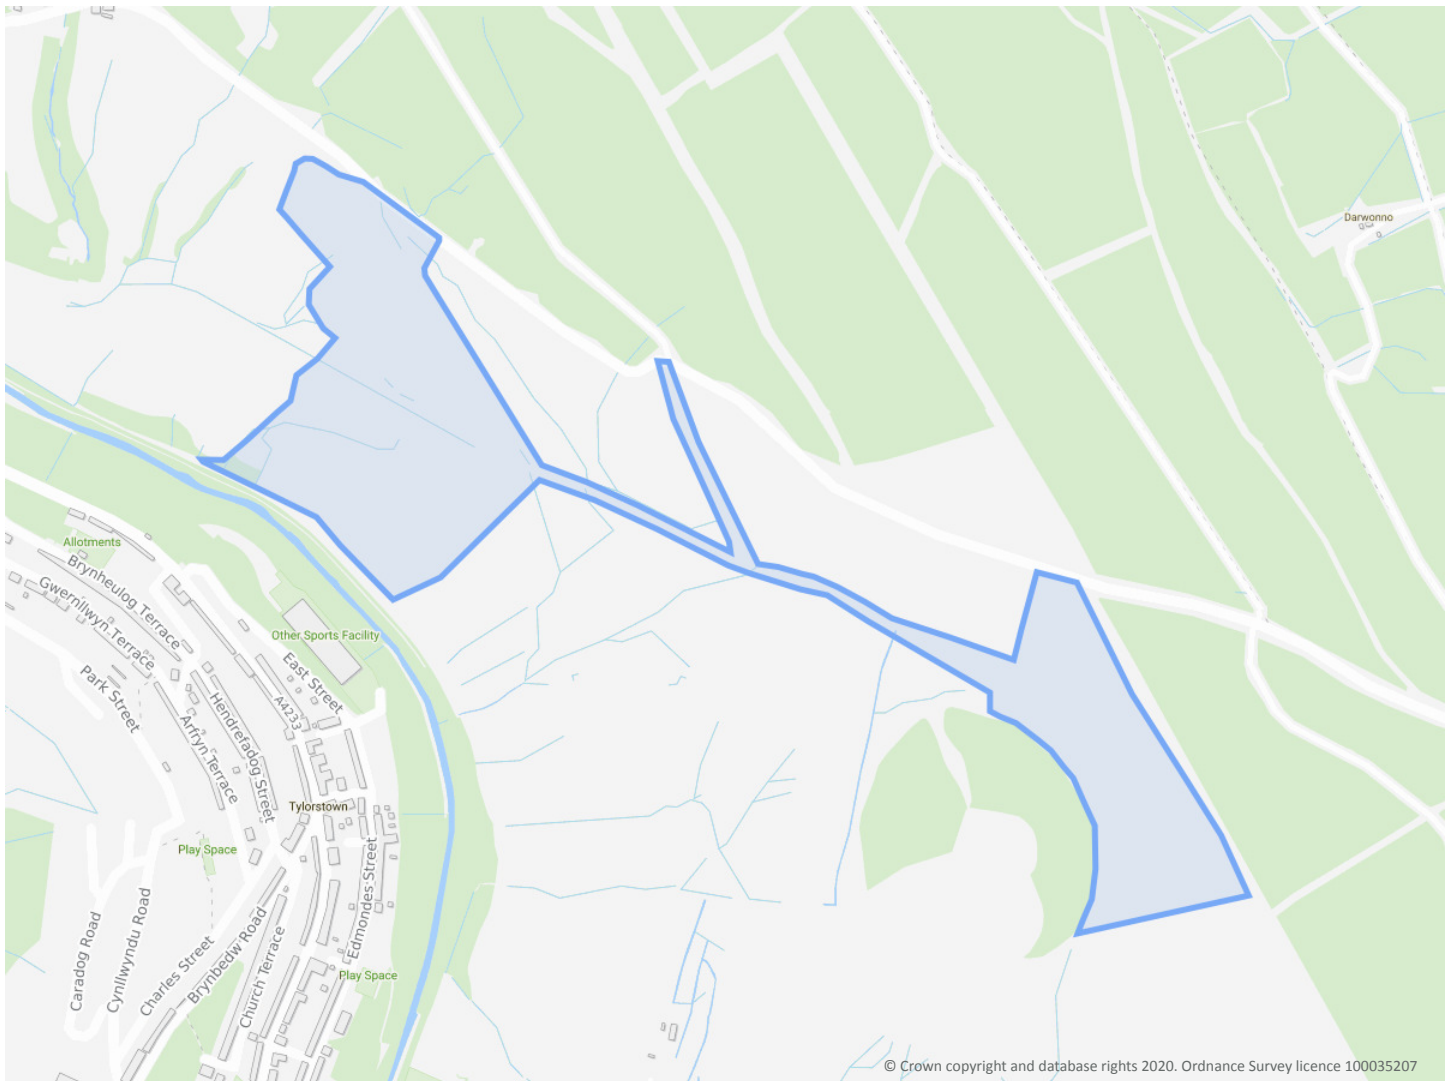 Darwonno
Allotments
Brynheulog Terrace
Gwernllwyn Terrace
Other Sports Facility
East Street
Park Street
A4233
Hendrefadog Street
Arfryn Terrace
Tylorstown
Play Space
Edmondes Street
Caradog Road
Cynllwyndu Road
Charles Street
Brynbedw Road
Church Terrace
Play Space
© Crown copyright and database rights 2020. Ordnance Survey licence 100035207